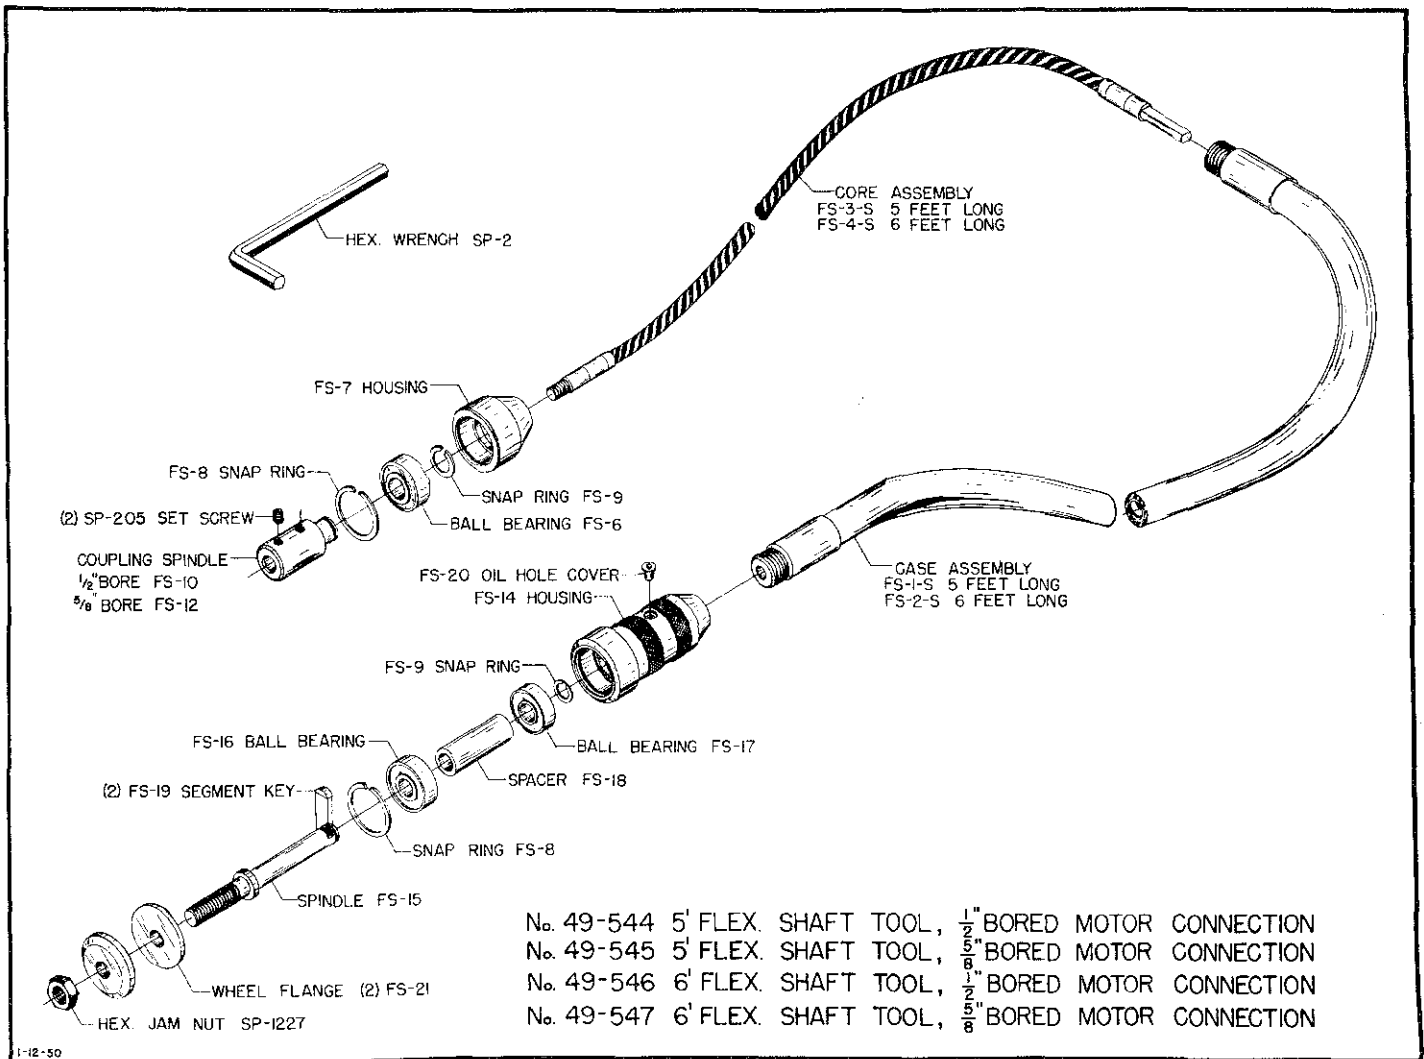 CORE ASSEMBLY
FS-3-S 5 FEET LONG
FS-4-S 6 FEET LONG
HEX. WRENCH SP-2
FS-7 HOUSING
FS-8 SNAP RING
SNAP RING FS-9
(2) SP-205 SET SCREW
BALL BEARING FS-6
COUPLING SPINDLE
1/2" BORE FS-10
5/8" BORE FS-12
FS-20 OIL HOLE COVER
FS-14 HOUSING
CASE ASSEMBLY
FS-1-S 5 FEET LONG
FS-2-S 6 FEET LONG
FS-9 SNAP RING
FS-16 BALL BEARING
BALL BEARING FS-17
SPACER FS-18
(2) FS-19 SEGMENT KEY
SNAP RING FS-8
SPINDLE FS-15
WHEEL FLANGE (2) FS-21
HEX. JAM NUT SP-1227
No. 49-544 5' FLEX. SHAFT TOOL, 1/2" BORED MOTOR CONNECTION
No. 49-545 5' FLEX. SHAFT TOOL, 5/8" BORED MOTOR CONNECTION
No. 49-546 6' FLEX. SHAFT TOOL, 1/2" BORED MOTOR CONNECTION
No. 49-547 6' FLEX. SHAFT TOOL, 5/8" BORED MOTOR CONNECTION
1-12-50